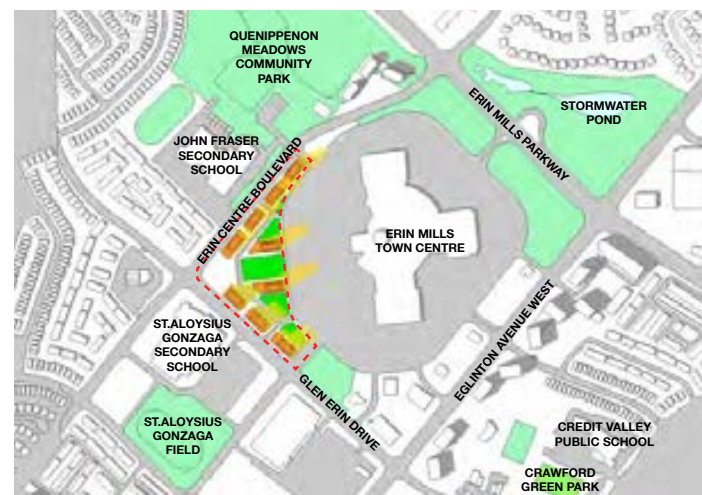 QUENIPPENON
MEADOWS
COMMUNITY
PARK
ERIN MILLS PARKWAY
STORMWATER
POND
JOHN FRASER
SECONDARY
SCHOOL
ERIN CENTRE BOULEVARD
ERIN MILLS
TOWN CENTRE
ST.ALOYSIUS
GONZAGA
SECONDARY
SCHOOL
EGLINTON AVENUE WEST
GLEN ERIN DRIVE
ST.ALOYSIUS
GONZAGA
FIELD
CREDIT VALLEY
PUBLIC SCHOOL
CRAWFORD
GREEN PARK